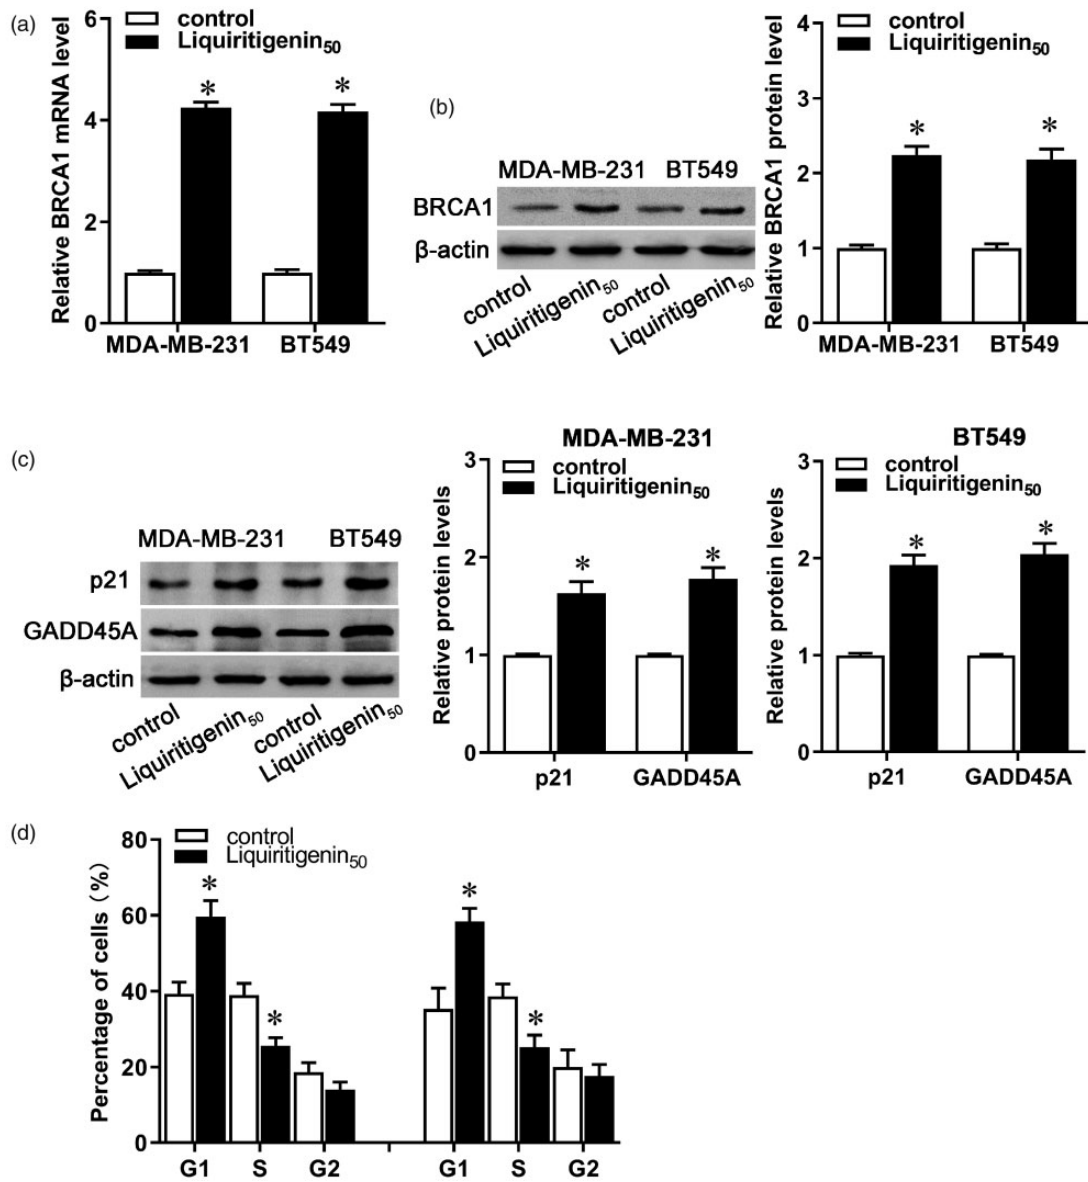 (a)
Relative BRCA1 mRNA level
6
4
2
0
control
Liquiritigenin50
*
*
MDA-MB-231
BT549
(b)
MDA-MB-231 BT549
BRCA1
β-actin
control
Liquiritigenin50
control
Liquiritigenin50
Relative BRCA1 protein level
4
3
2
1
0
control
Liquiritigenin50
*
*
MDA-MB-231
BT549
(c)
MDA-MB-231 BT549
p21
GADD45A
β-actin
control
Liquiritigenin50
control
Liquiritigenin50
MDA-MB-231
Relative protein levels
3
2
1
0
control
Liquiritigenin50
*
*
p21
GADD45A
BT549
Relative protein levels
3
2
1
0
control
Liquiritigenin50
*
*
p21
GADD45A
(d)
Percentage of cells (%)
80
60
40
20
0
control
Liquiritigenin50
*
*
*
*
G1 S G2 G1 S G2